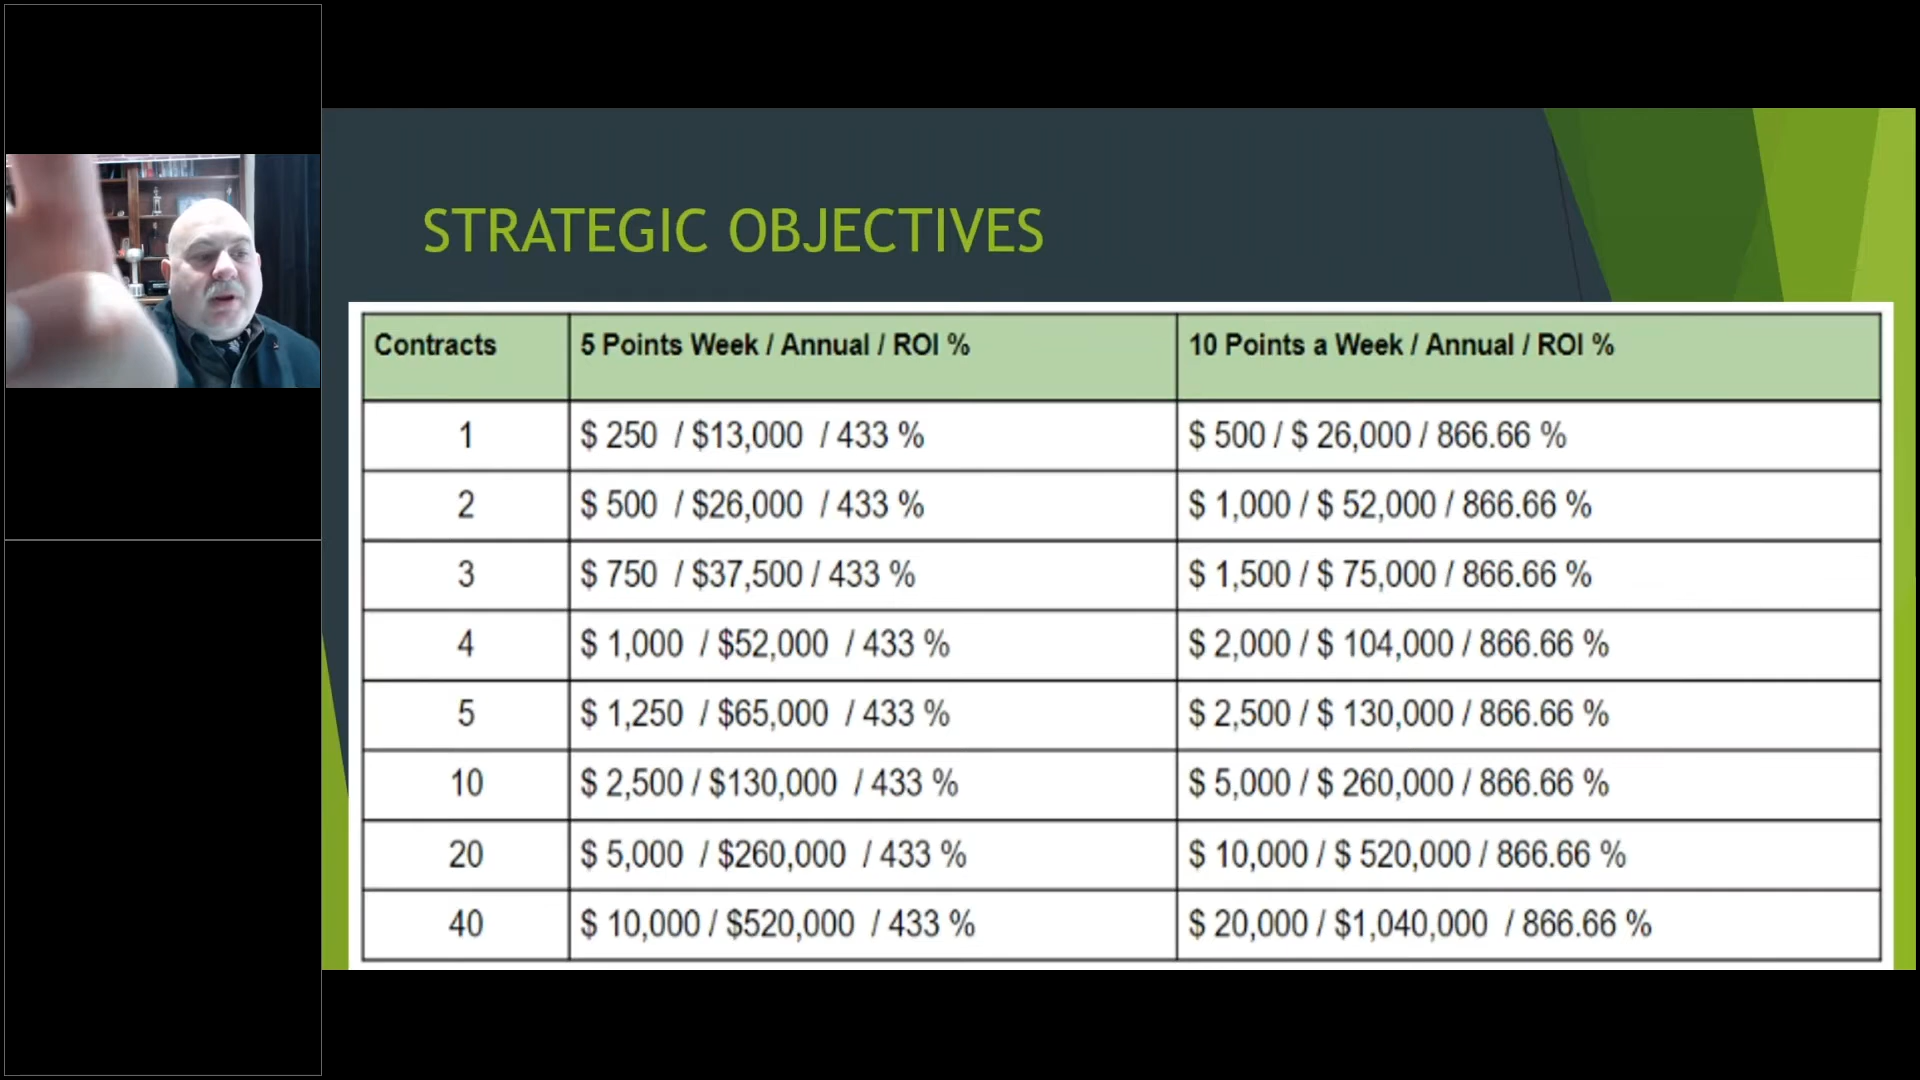 STRATEGIC OBJECTIVES
Contracts 5 Points Week / Annual / ROI % 10 Points a Week / Annual / ROI %
1 $ 250 / $13,000 / 433 % $ 500 / $ 26,000 / 866.66 %
2 $ 500 / $26,000 / 433 % $ 1,000 / $ 52,000 / 866.66 %
3 $ 750 / $37,500 / 433 % $ 1,500 / $ 75,000 / 866.66 %
4 $ 1,000 / $52,000 / 433 % $ 2,000 / $ 104,000 / 866.66 %
5 $ 1,250 / $65,000 / 433 % $ 2,500 / $ 130,000 / 866.66 %
10 $ 2,500 / $130,000 / 433 % $ 5,000 / $ 260,000 / 866.66 %
20 $ 5,000 / $260,000 / 433 % $ 10,000 / $ 520,000 / 866.66 %
40 $ 10,000 / $520,000 / 433 % $ 20,000 / $1,040,000 / 866.66 %